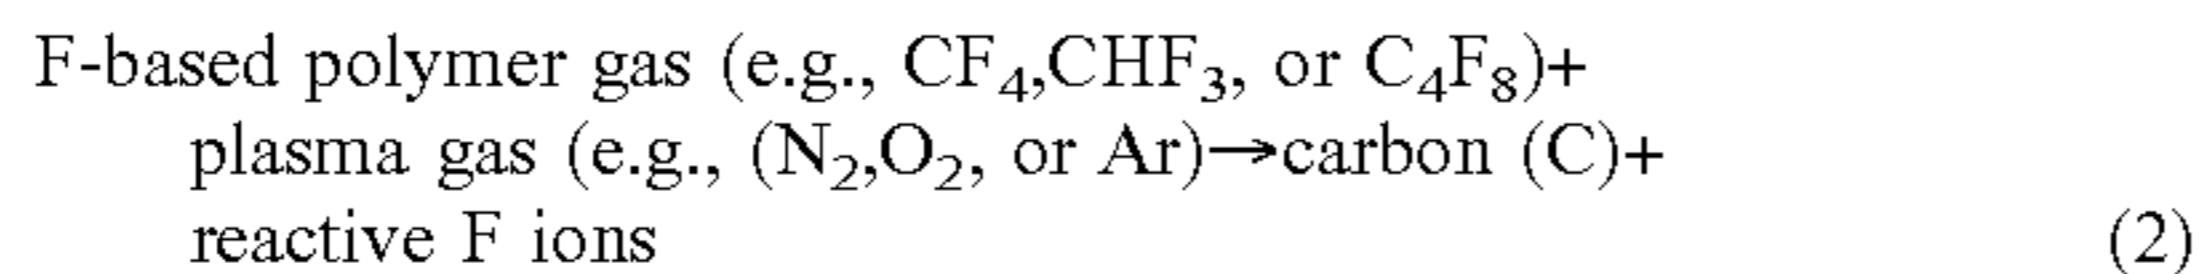 F-based polymer gas (e.g., CF₄,CHF₃, or C₄F₈)+
plasma gas (e.g., (N₂,O₂, or Ar)→carbon (C)+
reactive F ions (2)